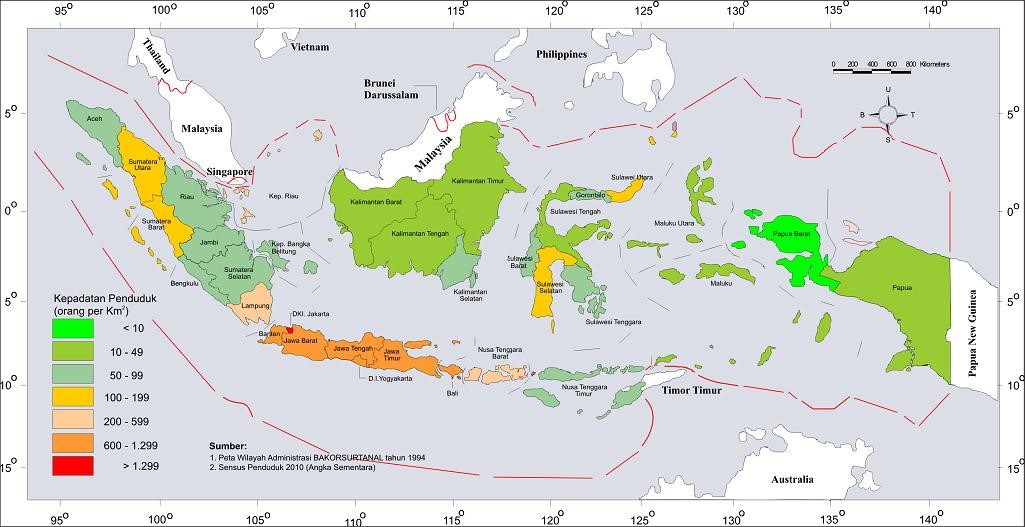 95° 100° 105° 110° 115° 120° 125° 130° 135° 140°
Vietnam
Thailand
Philippines
0 200 400 600 800 Kilometers
Brunei
Darussalam
U
B T
S
5°
5°
Aceh
Malaysia
Malaysia
Sumatera
Utara
Singapore
Kalimantan Timur
Sulawei Utara
Riau
Kep. Riau
Kalimantan Barat
Gorontalo
0°
0°
Sumatera
Barat
Sulawesi Tengah
Maluku Utara
Kalimantan Tengah
Papua Barat
Jambi
Kep. Bangka
Belitung
Sulawesi
Barat
Sumatera
Selatan
Bengkulu
Maluku
Papua
Sulawesi
Selatan
Kalimantan
Selatan
5°
5°
Kepadatan Penduduk
(orang per Km²)
Lampung
DKI. Jakarta
Sulawesi Tenggara
Papua New Guinea
< 10
Banten
Jawa Barat
10 - 49
Jawa Tengah
Jawa
Timur
Nusa Tenggara
Barat
50 - 99
D.I.Yogyakarta
10°
10°
Bali
Nusa Tenggara
Timur
Timor Timur
100 - 199
200 - 599
600 - 1.299
> 1.299
Sumber:
1. Peta Wilayah Administrasi BAKORSURTANAL tahun 1994
2. Sensus Penduduk 2010 (Angka Sementara)
15°
15°
Australia
95° 100° 105° 110° 115° 120° 125° 130° 135° 140°